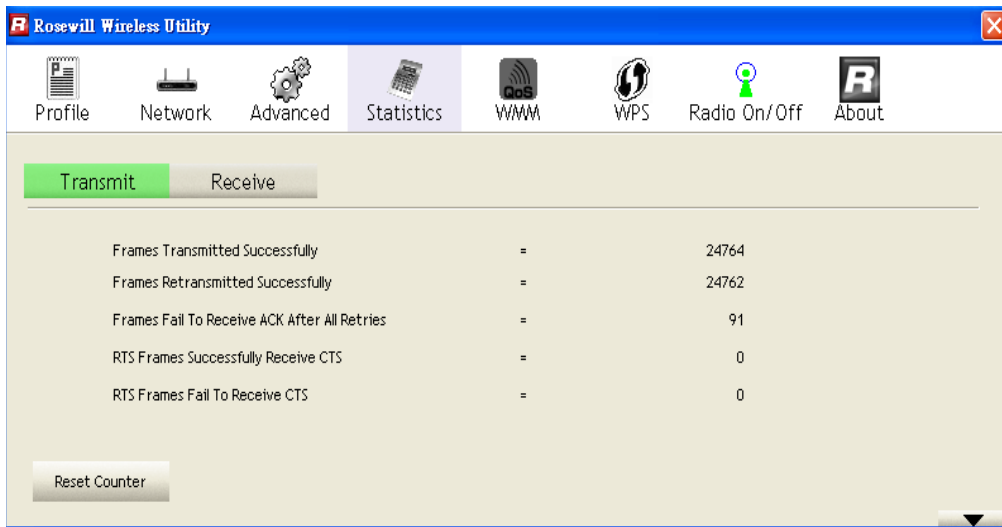 R Rosewill Wireless Utility
P
QoS
R
Profile Network Advanced Statistics WMM WPS Radio On/Off About
Transmit Receive
Frames Transmitted Successfully = 24764
Frames Retransmitted Successfully = 24762
Frames Fail To Receive ACK After All Retries = 91
RTS Frames Successfully Receive CTS = 0
RTS Frames Fail To Receive CTS = 0
Reset Counter